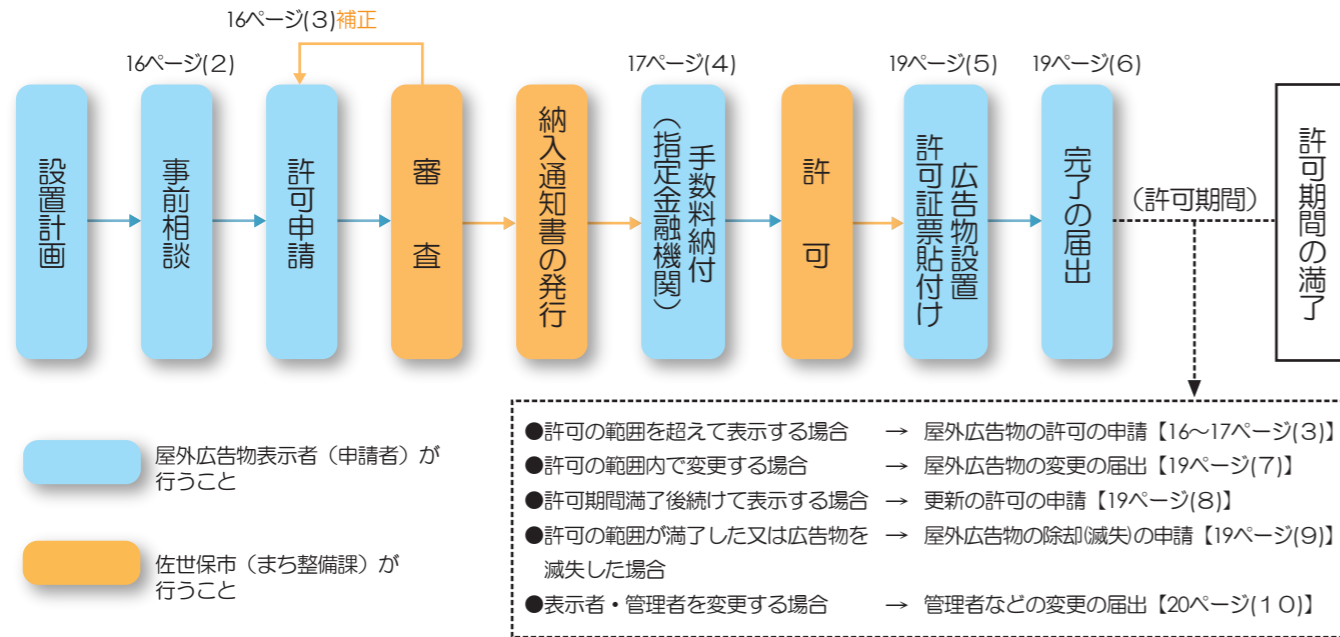 16ページ(3)補正
16ページ(2)
17ページ(4)
19ページ(5)
19ページ(6)
設置計画
事前相談
許可申請
審査
納入通知書の発行
手数料納付
（指定金融機関）
許可
広告物設置
許可証票貼付け
完了の届出
（許可期間）
許可期間の満了
屋外広告物表示者（申請者）が
行うこと
佐世保市（まち整備課）が
行うこと
●許可の範囲を超えて表示する場合 → 屋外広告物の許可の申請【16～17ページ(3)】
●許可の範囲内で変更する場合 → 屋外広告物の変更の届出【19ページ(7)】
●許可期間満了後続けて表示する場合 → 更新の許可の申請【19ページ(8)】
●許可の範囲が満了した又は広告物を → 屋外広告物の除却(滅失)の申請【19ページ(9)】
滅失した場合
●表示者・管理者を変更する場合 → 管理者などの変更の届出【20ページ(１０)】